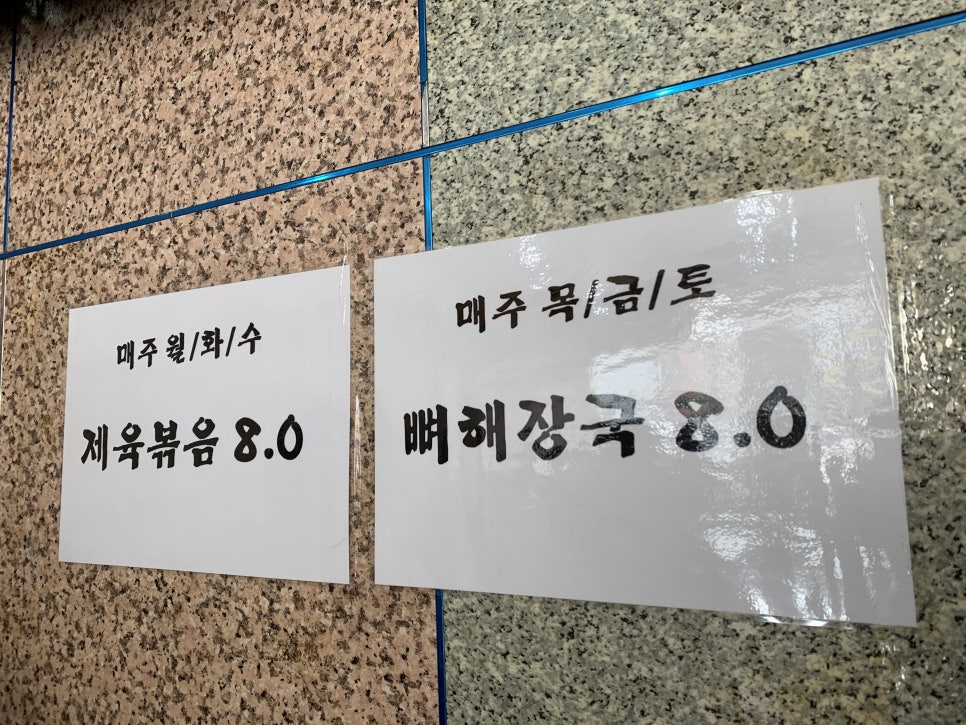 매주 월/화/수
제육볶음 8.0
매주 목/금/토
뼈해장국 8.0